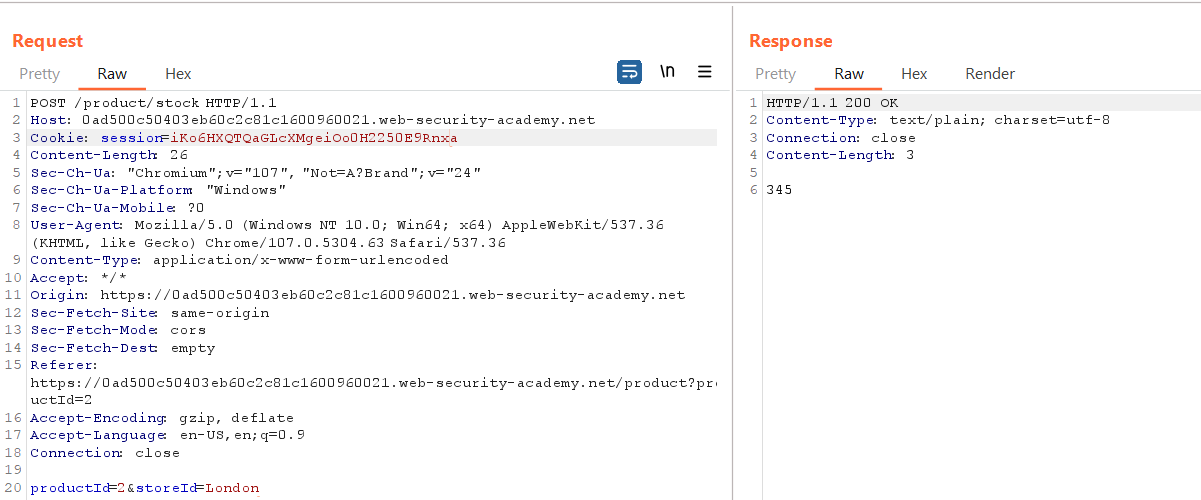 Request
Pretty Raw Hex
\n
1 POST /product/stock HTTP/1.1
2 Host: 0ad500c50403eb60c2c81c1600960021.web-security-academy.net
3 Cookie: session=iKo6HXQTQaGLcXMgeiOo0H2250E9Rnxa
4 Content-Length: 26
5 Sec-Ch-Ua: "Chromium";v="107", "Not=A?Brand";v="24"
6 Sec-Ch-Ua-Platform: "Windows"
7 Sec-Ch-Ua-Mobile: ?0
8 User-Agent: Mozilla/5.0 (Windows NT 10.0; Win64; x64) AppleWebKit/537.36
(KHTML, like Gecko) Chrome/107.0.5304.63 Safari/537.36
9 Content-Type: application/x-www-form-urlencoded
10 Accept: */*
11 Origin: https://0ad500c50403eb60c2c81c1600960021.web-security-academy.net
12 Sec-Fetch-Site: same-origin
13 Sec-Fetch-Mode: cors
14 Sec-Fetch-Dest: empty
15 Referer:
https://0ad500c50403eb60c2c81c1600960021.web-security-academy.net/product?pro
uctId=2
16 Accept-Encoding: gzip, deflate
17 Accept-Language: en-US,en;q=0.9
18 Connection: close
19
20 productId=2&storeId=London
Response
Pretty Raw Hex Render
1 HTTP/1.1 200 OK
2 Content-Type: text/plain; charset=utf-8
3 Connection: close
4 Content-Length: 3
5
6 345